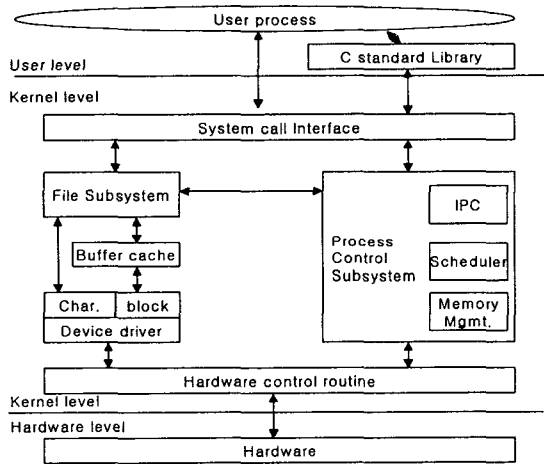 User process
C standard Library
User level
Kernel level
System call Interface
File Subsystem
IPC
Process
Control
Subsystem
Buffer cache
Scheduler
Char.
block
Memory
Mgmt.
Device driver
Hardware control routine
Kernel level
Hardware level
Hardware